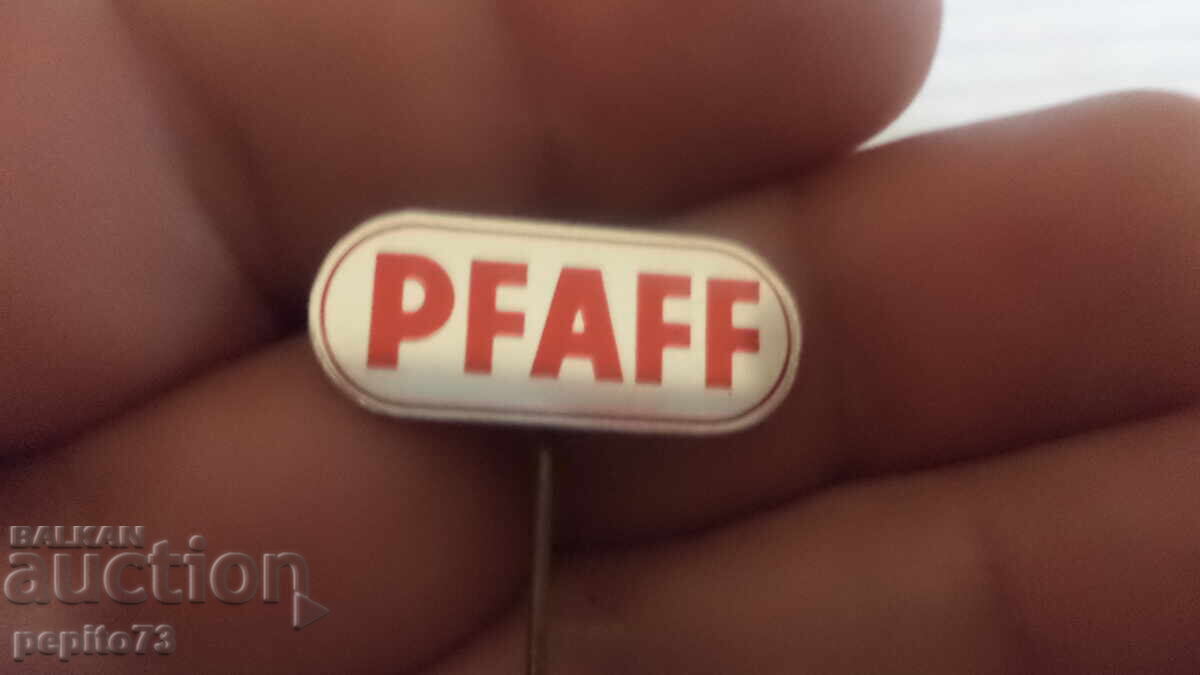 PFAFF
BALKAN
auction
pepito73